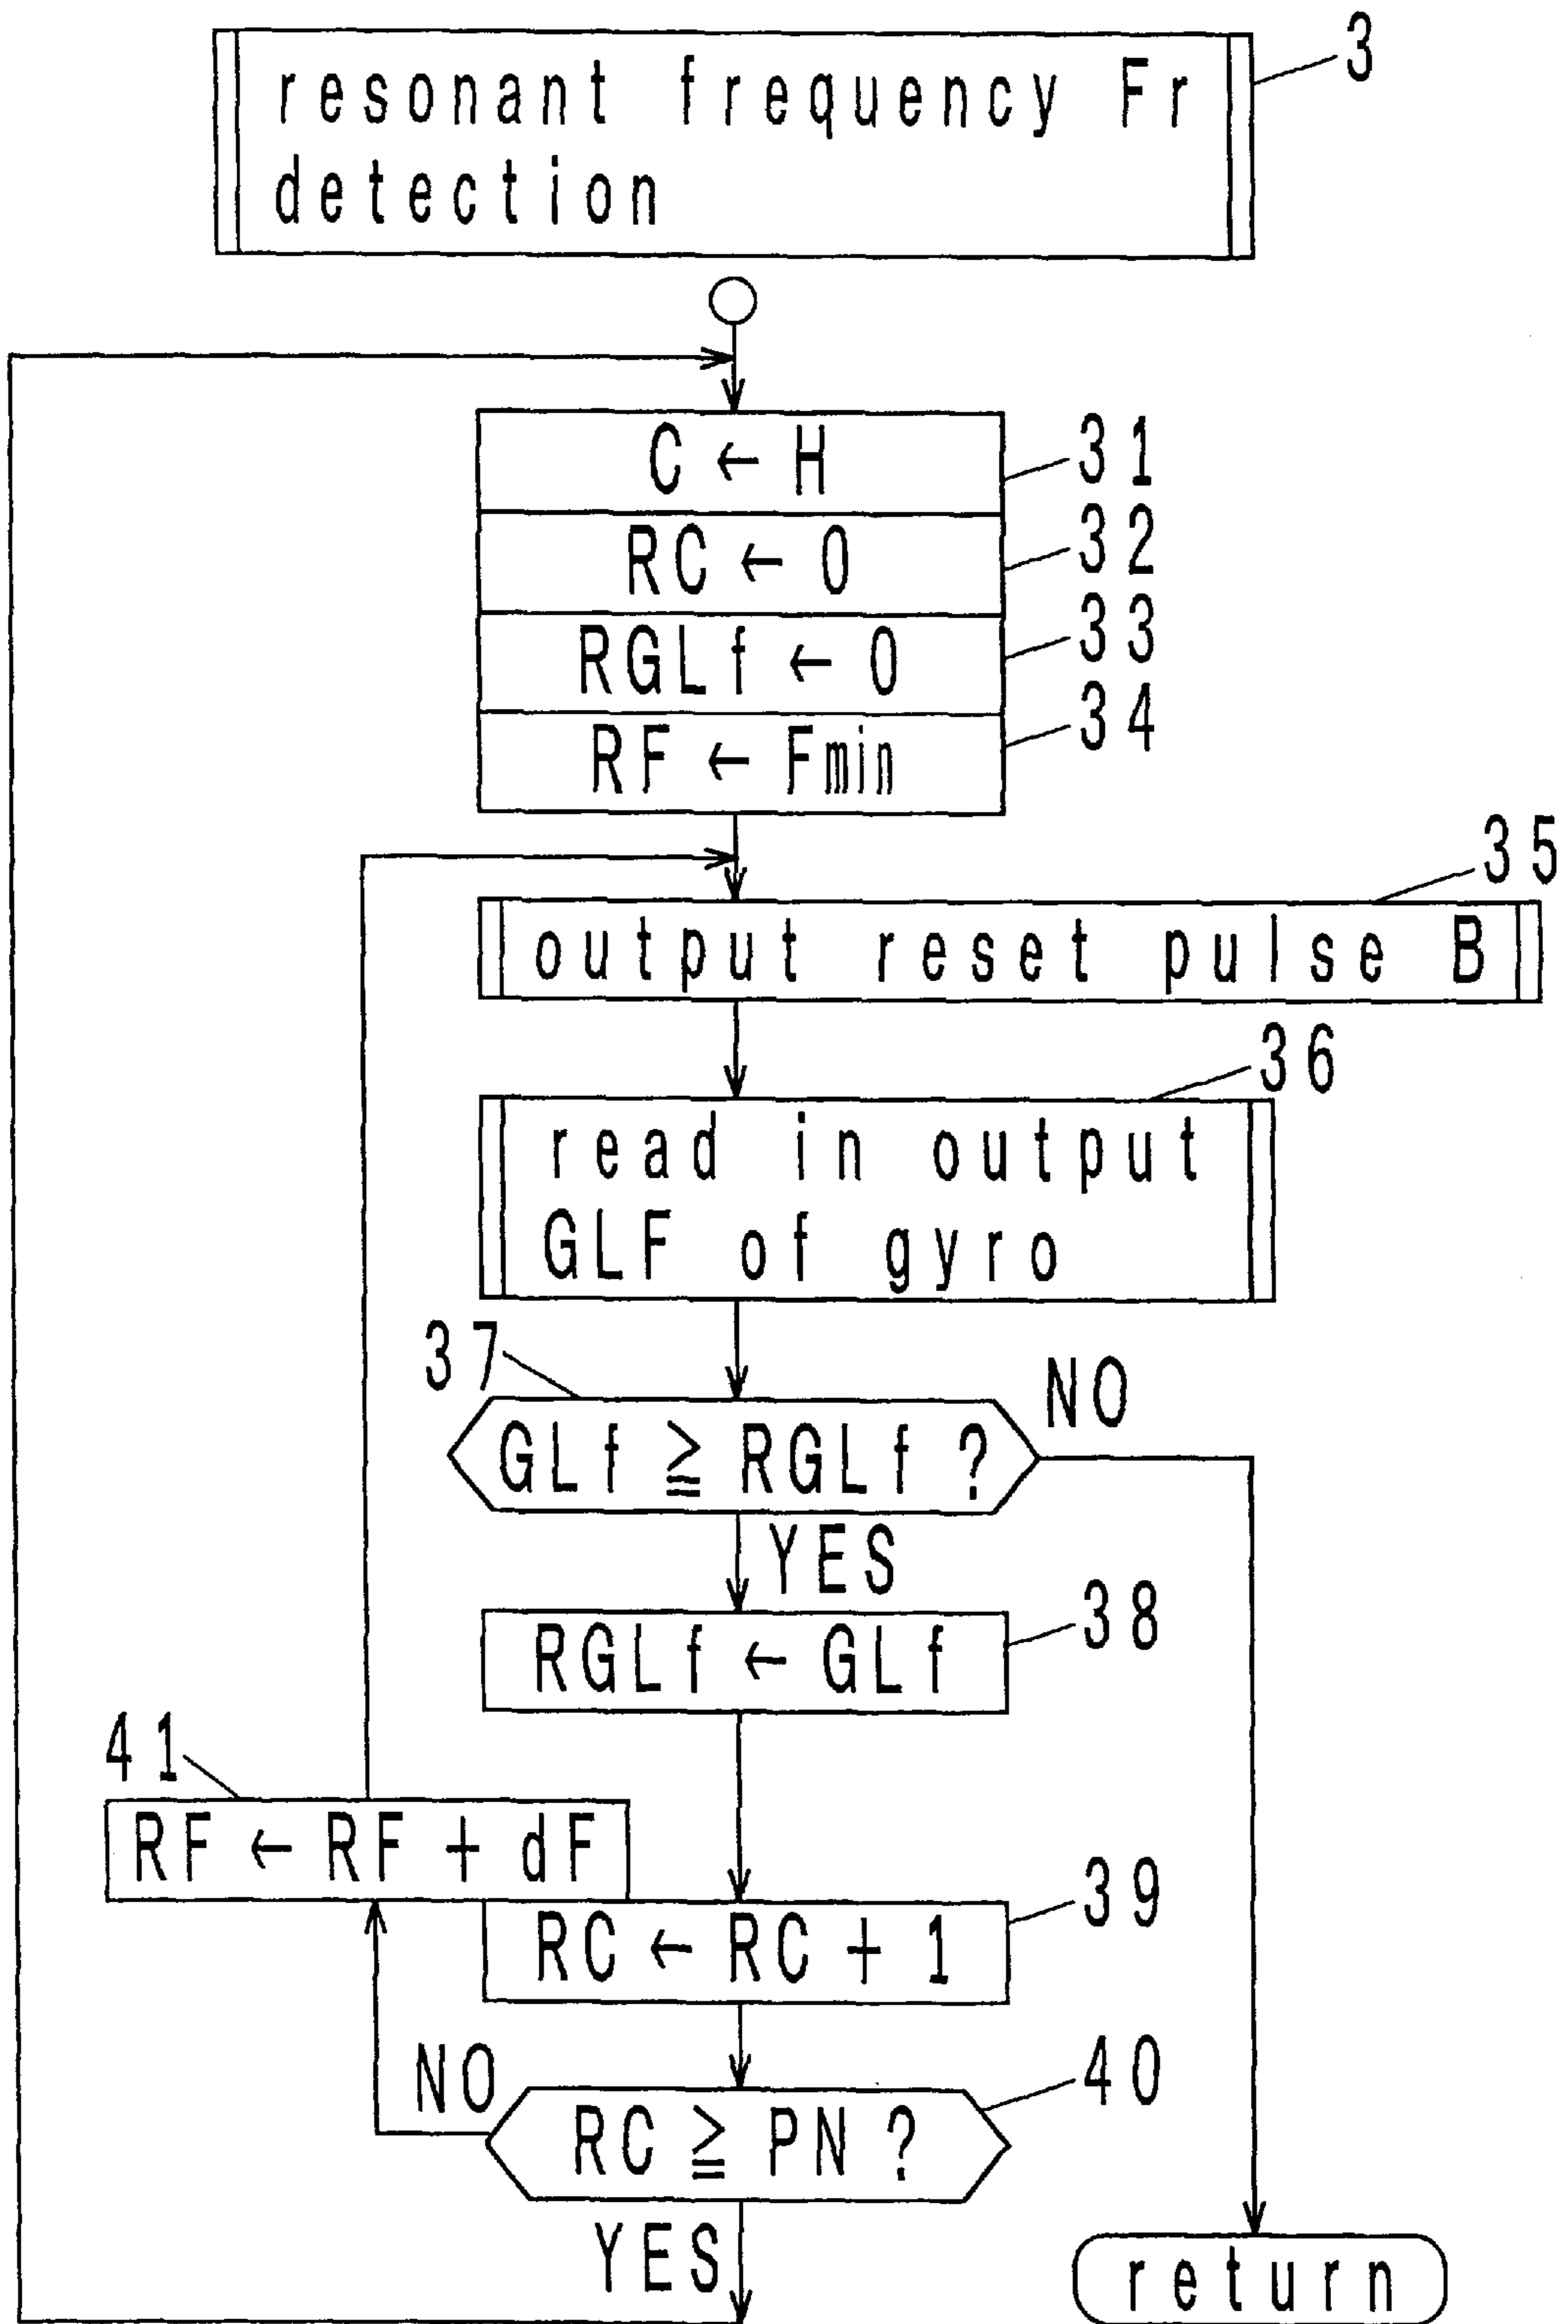 resonant frequency Fr
detection
3
C ← H
31
RC ← 0
32
RGLf ← 0
33
RF ← Fmin
34
35
output reset pulse B
36
read in output
GLF of gyro
37
NO
GLf ≧ RGLf ?
YES
RGLf ← GLf
38
41
RF ← RF + dF
RC ← RC + 1
39
NO
RC ≧ PN ?
40
YES
return